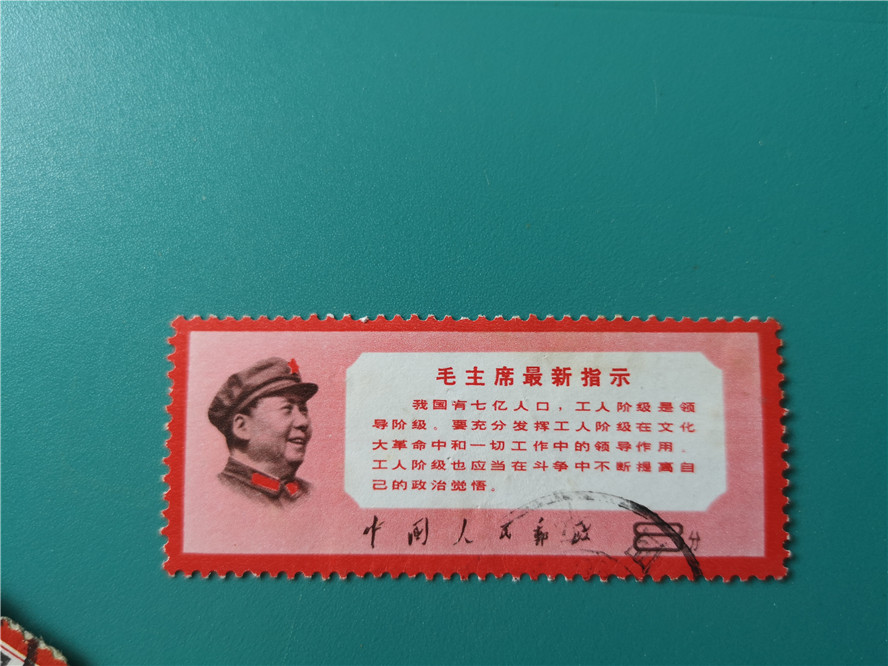 毛主席最新指示
我国有七亿人口，工人阶级是领
导阶级。要充分发挥工人阶级在文化
大革命中和一切工作中的领导作用。
工人阶级也应当在斗争中不断提高自
己的政治觉悟。
中国人民邮政 8分